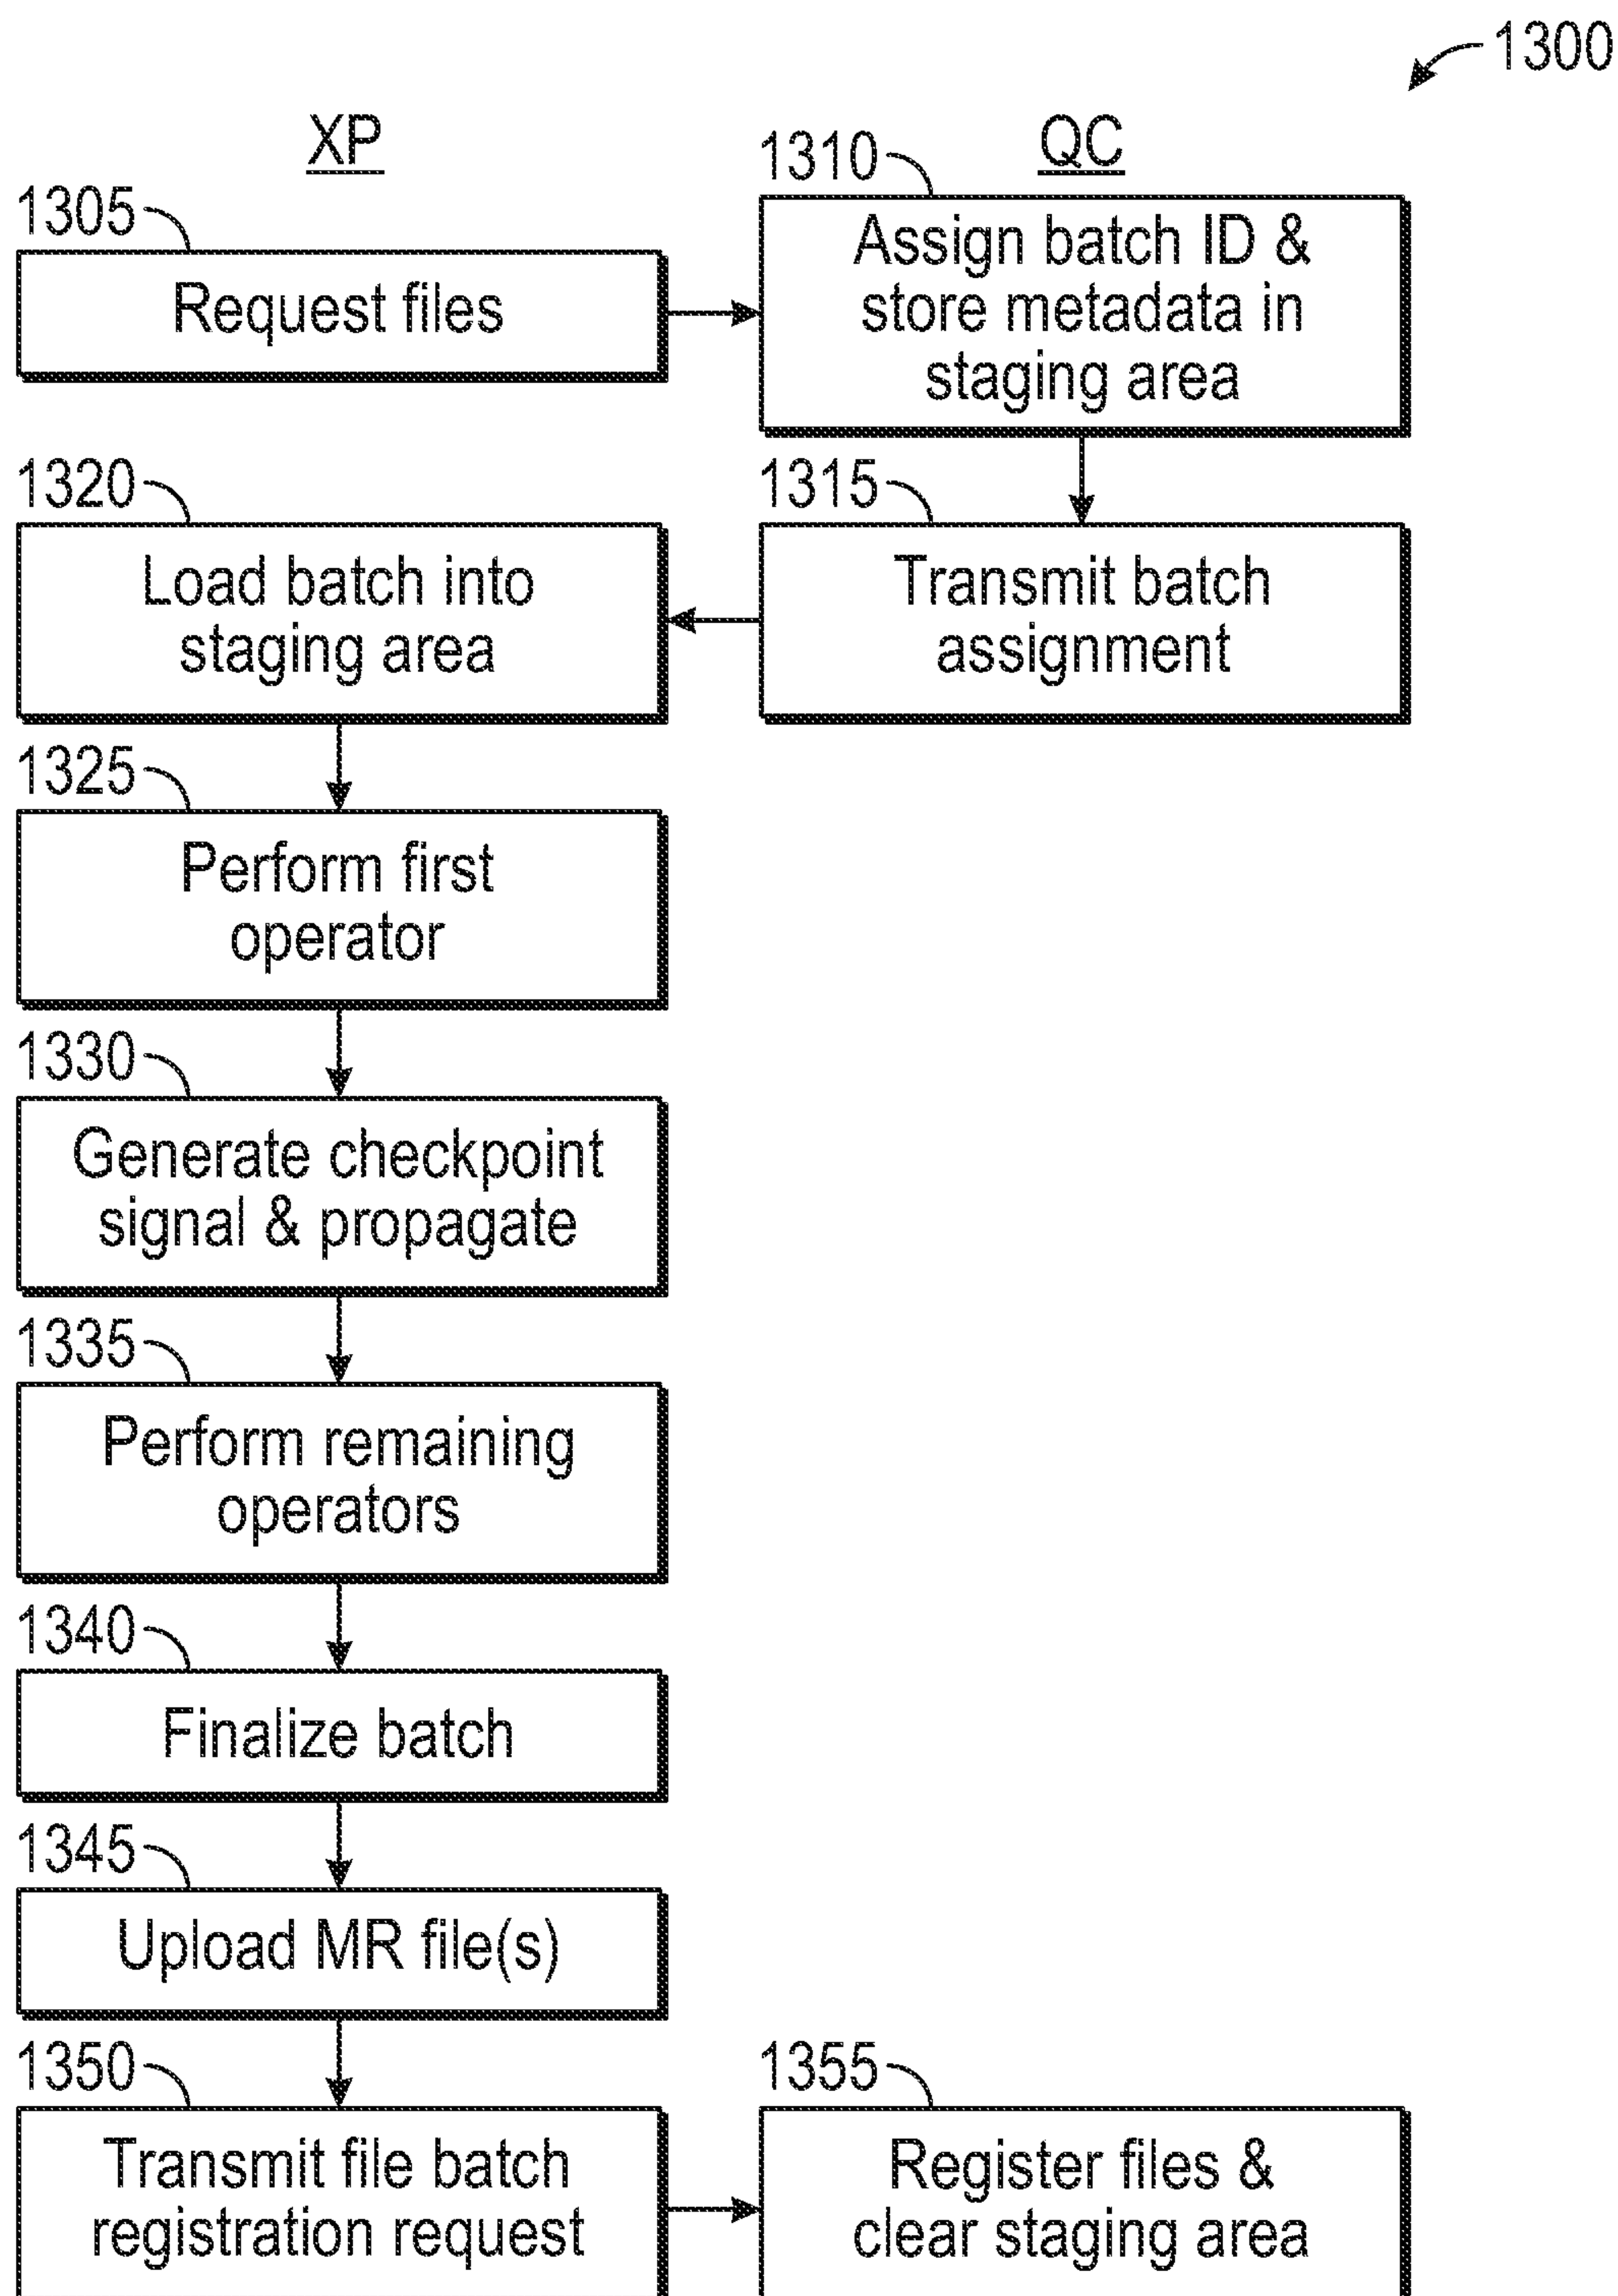 1300
XP
QC
1305
Request files
1310
Assign batch ID &
store metadata in
staging area
1320
Load batch into
staging area
1315
Transmit batch
assignment
1325
Perform first
operator
1330
Generate checkpoint
signal & propagate
1335
Perform remaining
operators
1340
Finalize batch
1345
Upload MR file(s)
1350
Transmit file batch
registration request
1355
Register files &
clear staging area